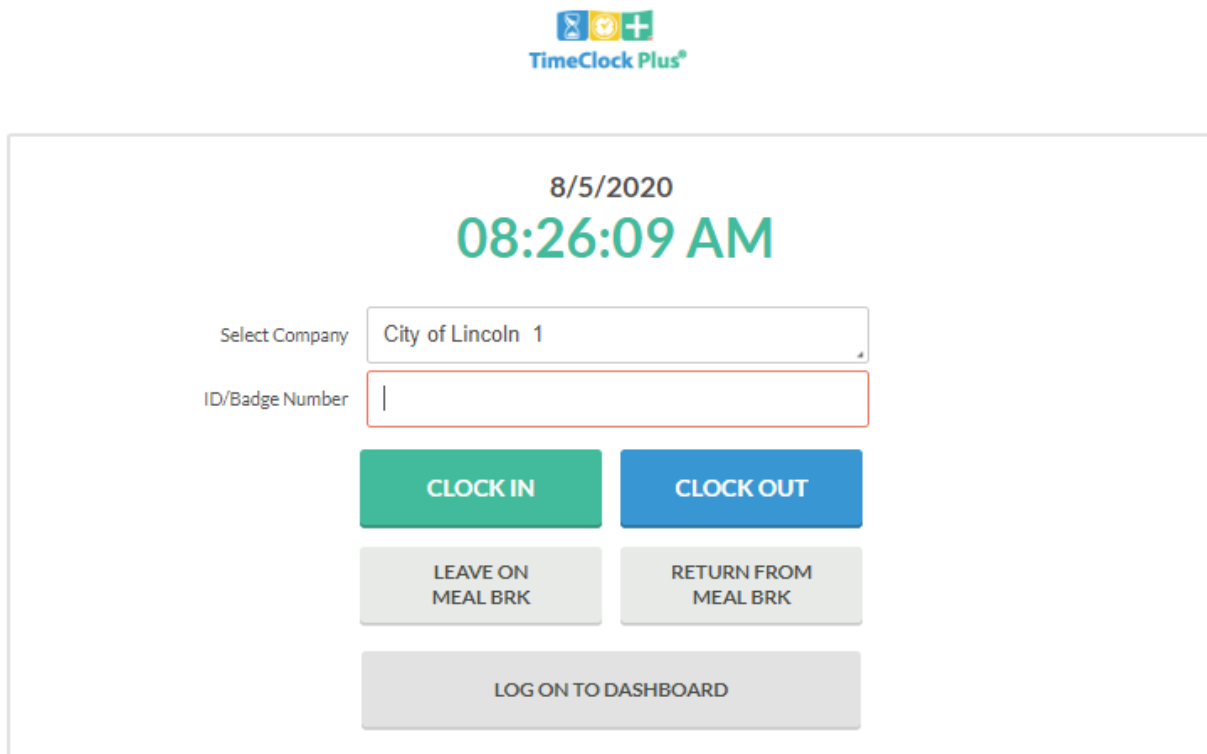 TimeClock Plus®
8/5/2020
08:26:09 AM
Select Company
City of Lincoln 1
ID/Badge Number
CLOCK IN
CLOCK OUT
LEAVE ON
MEAL BRK
RETURN FROM
MEAL BRK
LOG ON TO DASHBOARD